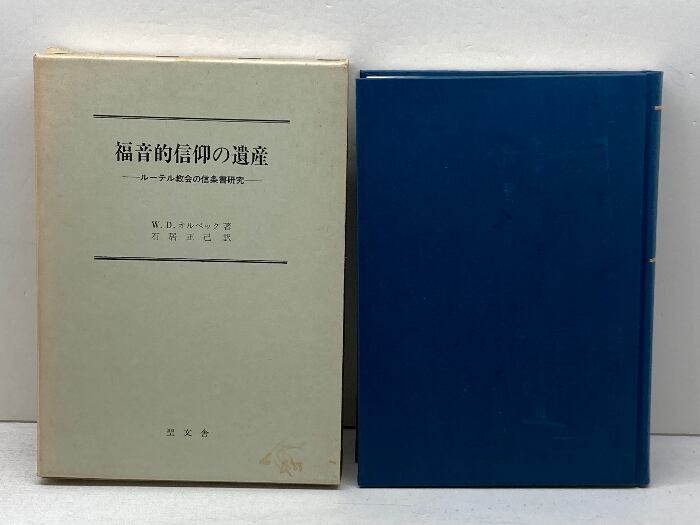 福音的信仰の遺産
──ルーテル教会の信条書研究──
W.D.オルベック著
石居正己訳
聖文舎